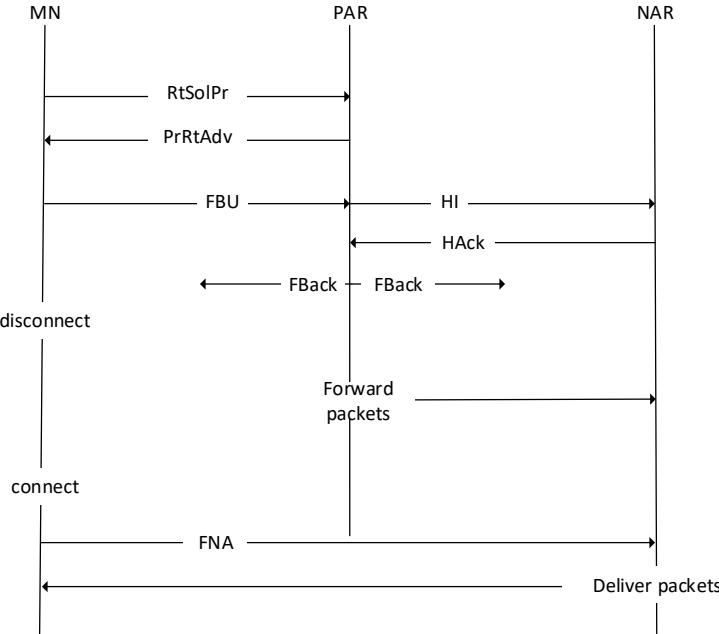 MN PAR NAR
RtSolPr
PrRtAdv
FBU HI
HAck
FBack FBack
disconnect
Forward
packets
connect
FNA
Deliver packets